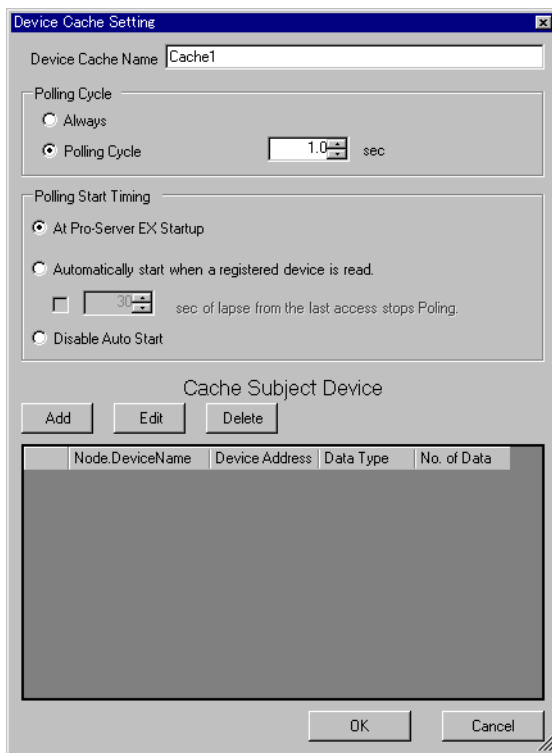 Device Cache Setting
Device Cache Name Cache1
Polling Cycle
Always
Polling Cycle 1.0 sec
Polling Start Timing
At Pro-Server EX Startup
Automatically start when a registered device is read.
30 sec of lapse from the last access stops Poling.
Disable Auto Start
Cache Subject Device
Add Edit Delete
Node.DeviceName Device Address Data Type No. of Data
OK Cancel